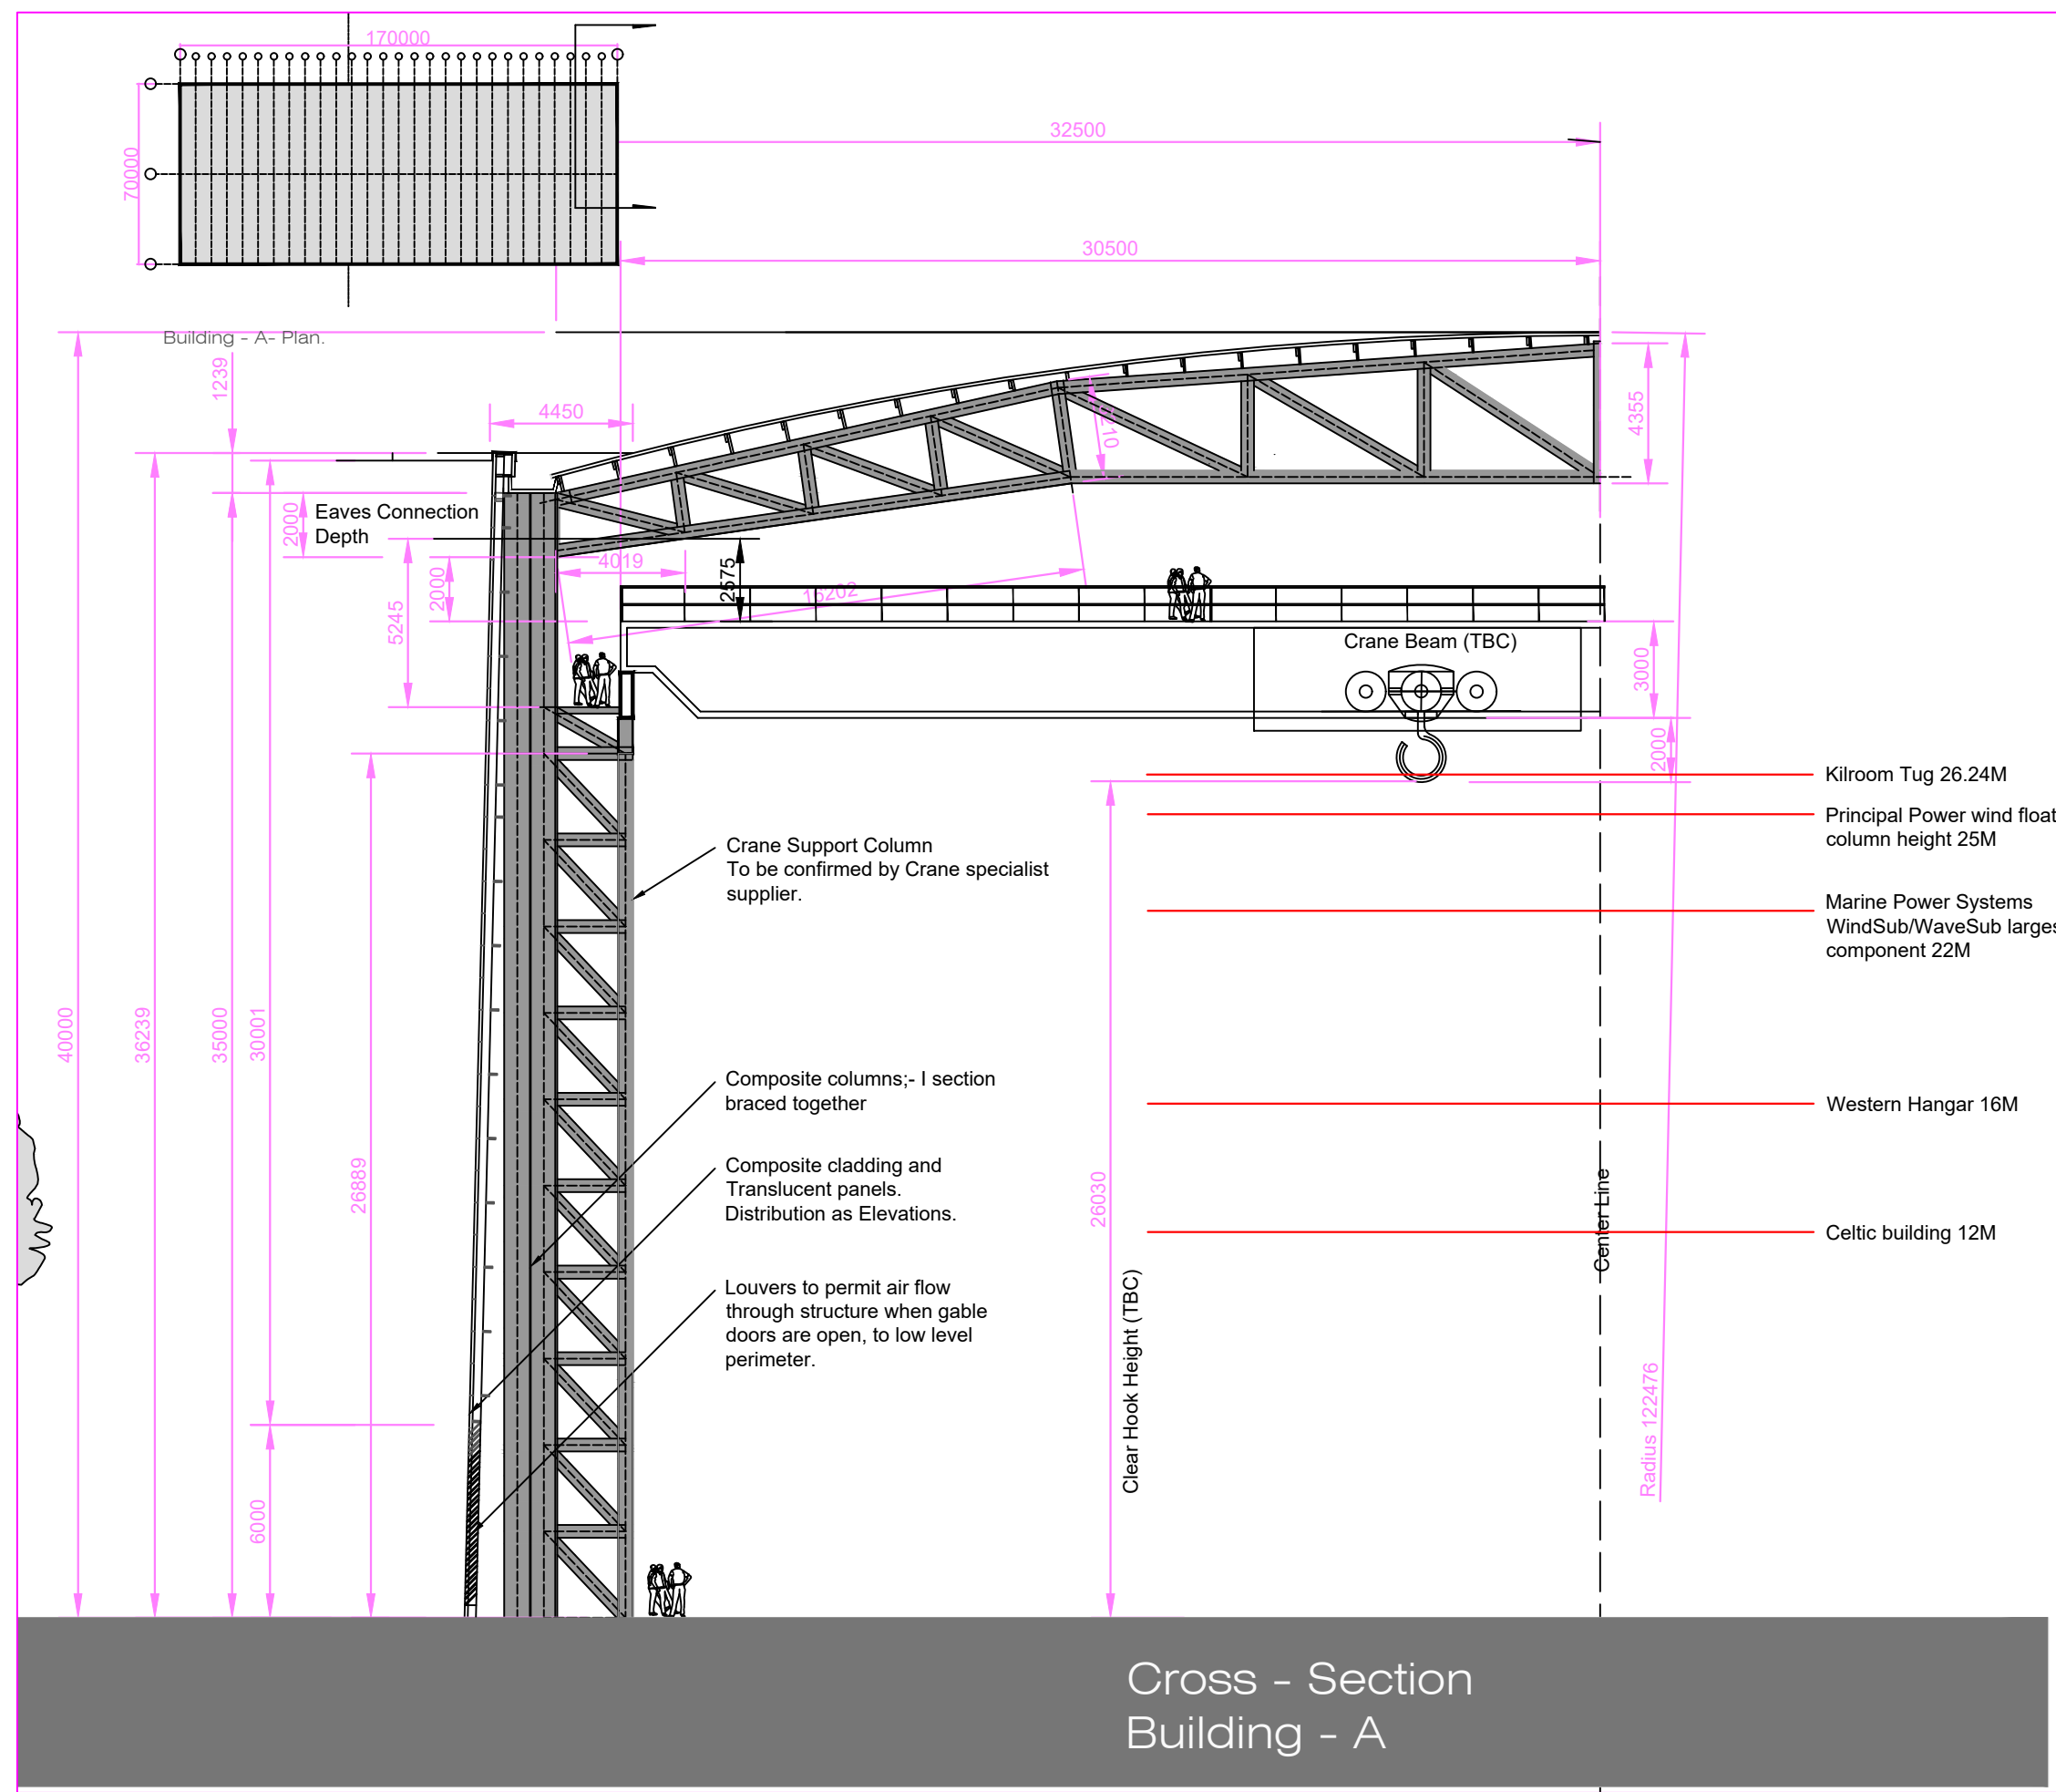 170000
70000
32500
30500
Building - A- Plan.
1239
4450
4355
Eaves Connection
Depth
2000
4019
2575
2000
5245
15202
Crane Beam (TBC)
3000
2000
Kilroom Tug 26.24M
Principal Power wind float
column height 25M
Crane Support Column
To be confirmed by Crane specialist
supplier.
Marine Power Systems
WindSub/WaveSub larges
component 22M
40000
36239
35000
30001
26889
6000
Composite columns;- I section
braced together
Composite cladding and
Translucent panels.
Distribution as Elevations.
Louvers to permit air flow
through structure when gable
doors are open, to low level
perimeter.
26030
Clear Hook Height (TBC)
Western Hangar 16M
Center Line
Celtic building 12M
Radius 122476
Cross - Section
Building - A